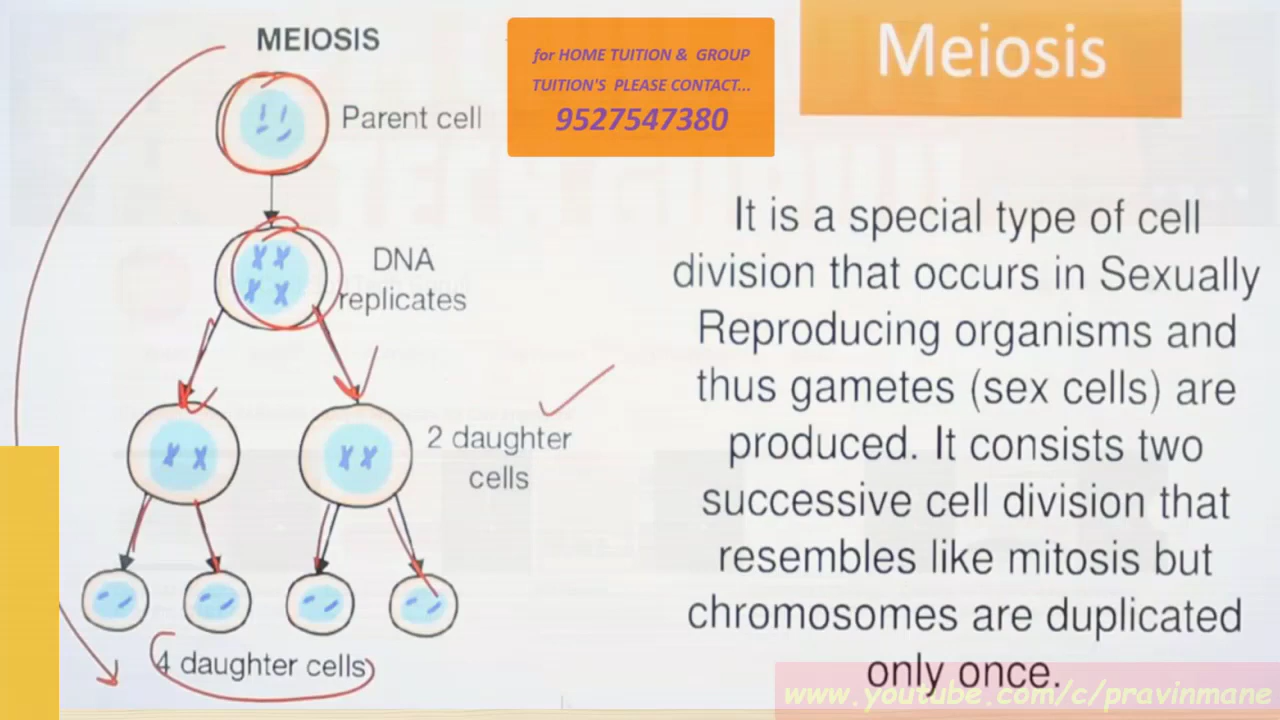 MEIOSIS
Parent cell
DNA
replicates
2 daughter
cells
4 daughter cells
for HOME TUITION & GROUP
TUITION'S PLEASE CONTACT...
9527547380
Meiosis
It is a special type of cell
division that occurs in Sexually
Reproducing organisms and
thus gametes (sex cells) are
produced. It consists two
successive cell division that
resembles like mitosis but
chromosomes are duplicated
only once.
www.youtube.com/c/pravinmane